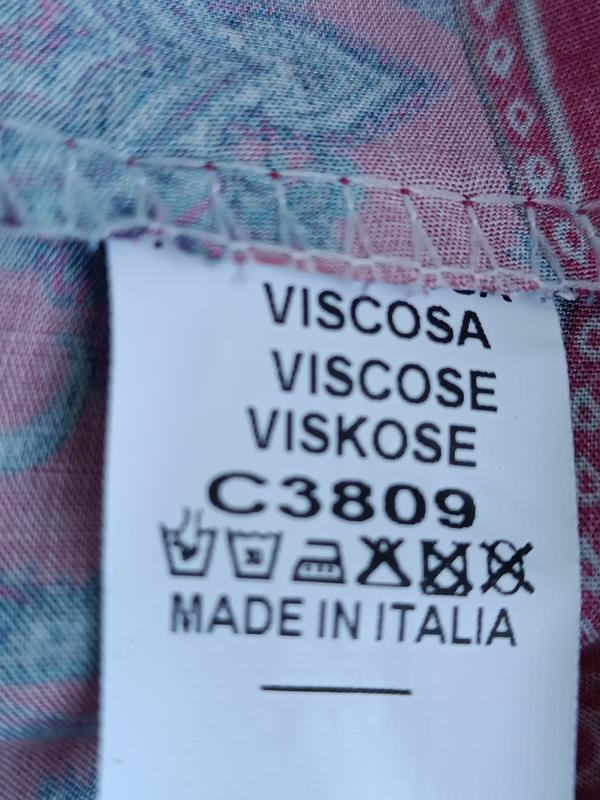 VISCOSA
VISCOSE
VISKOSE
C3809
MADE IN ITALIA